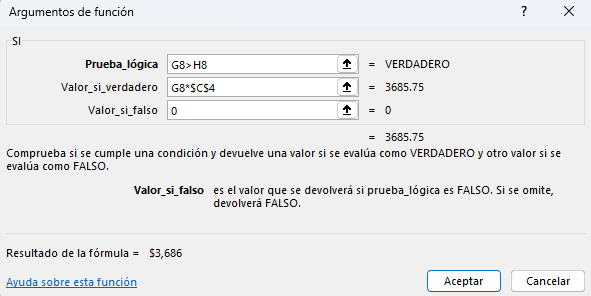 Argumentos de función ? ×
SI
Prueba_lógica G8>H8 = VERDADERO
Valor_si_verdadero G8*$C$4 = 3685.75
Valor_si_falso 0 = 0
= 3685.75
Comprueba si se cumple una condición y devuelve una valor si se evalúa como VERDADERO y otro valor si se
evalúa como FALSO.
Valor_si_falso es el valor que se devolverá si prueba_lógica es FALSO. Si se omite,
devolverá FALSO.
Resultado de la fórmula = $3,686
Ayuda sobre esta función Aceptar Cancelar